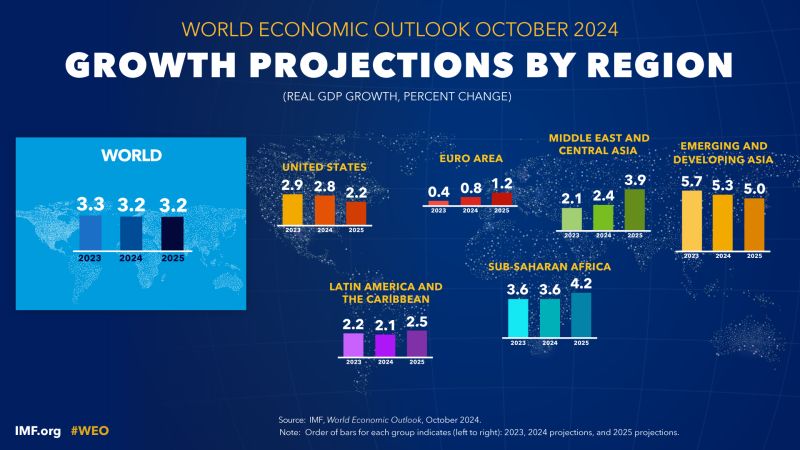 WORLD ECONOMIC OUTLOOK OCTOBER 2024
GROWTH PROJECTIONS BY REGION
(REAL GDP GROWTH, PERCENT CHANGE)
WORLD
3.3 3.2 3.2
2023 2024 2025
UNITED STATES
2.9 2.8 2.2
2023 2024 2025
EURO AREA
0.4 0.8 1.2
2023 2024 2025
MIDDLE EAST AND
CENTRAL ASIA
2.1 2.4 3.9
2023 2024 2025
EMERGING AND
DEVELOPING ASIA
5.7 5.3 5.0
2023 2024 2025
LATIN AMERICA AND
THE CARIBBEAN
2.2 2.1 2.5
2023 2024 2025
SUB-SAHARAN AFRICA
3.6 3.6 4.2
2023 2024 2025
IMF.org #WEO
Source: IMF, World Economic Outlook, October 2024.
Note: Order of bars for each group indicates (left to right): 2023, 2024 projections, and 2025 projections.